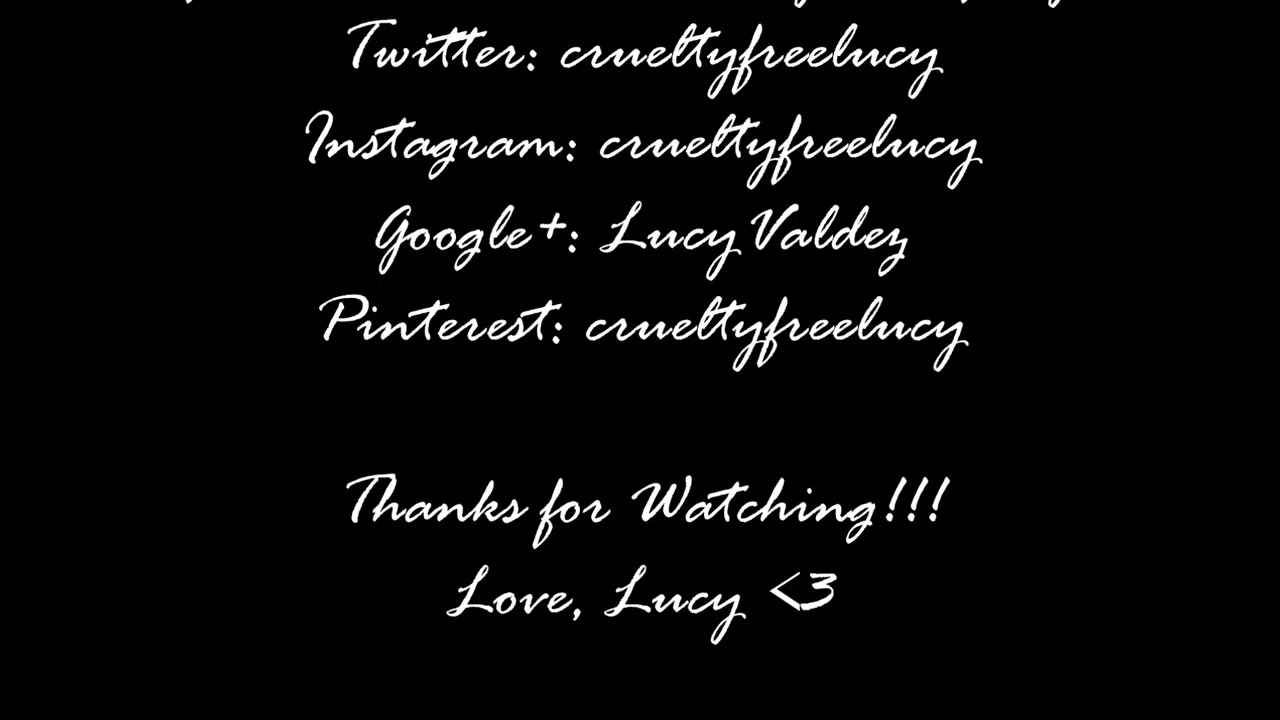 Twitter: crueltyfreelucy
Instagram: crueltyfreelucy
Google+: Lucy Valdez
Pinterest: crueltyfreelucy
Thanks for Watching!!!
Love, Lucy <3